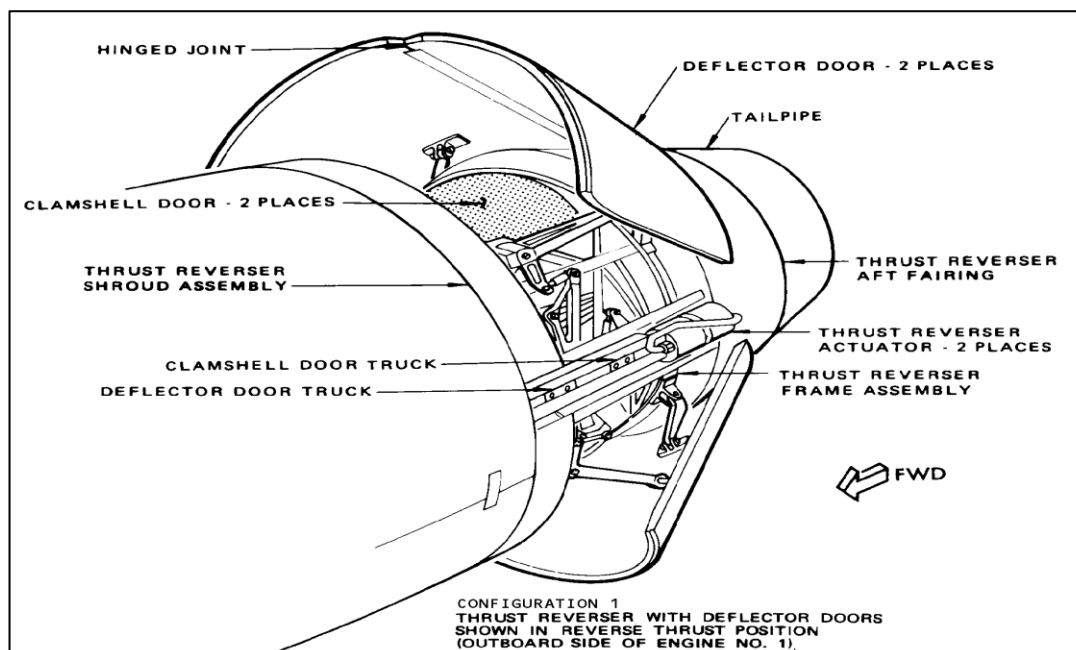 HINGED JOINT
DEFLECTOR DOOR - 2 PLACES
TAILPIPE
CLAMSHELL DOOR - 2 PLACES
THRUST REVERSER
SHROUD ASSEMBLY
THRUST REVERSER
AFT FAIRING
THRUST REVERSER
ACTUATOR - 2 PLACES
CLAMSHELL DOOR TRUCK
DEFLECTOR DOOR TRUCK
THRUST REVERSER
FRAME ASSEMBLY
FWD
CONFIGURATION 1
THRUST REVERSER WITH DEFLECTOR DOORS
SHOWN IN REVERSE THRUST POSITION
(OUTBOARD SIDE OF ENGINE NO. 1)